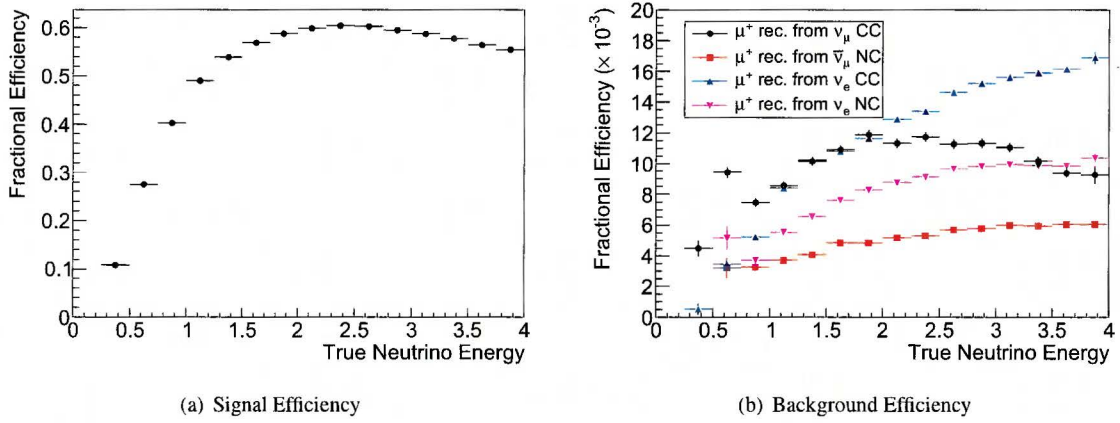 Fractional Efficiency
0.6
0.5
0.4
0.3
0.2
0.1
0
0 0.5 1 1.5 2 2.5 3 3.5 4
True Neutrino Energy
(a) Signal Efficiency
Fractional Efficiency (× 10⁻³)
20
18
16
14
12
10
8
6
4
2
0
μ⁺ rec. from ν_μ CC
μ⁺ rec. from ν̅_μ NC
μ⁺ rec. from ν_e CC
μ⁺ rec. from ν_e NC
0 0.5 1 1.5 2 2.5 3 3.5 4
True Neutrino Energy
(b) Background Efficiency